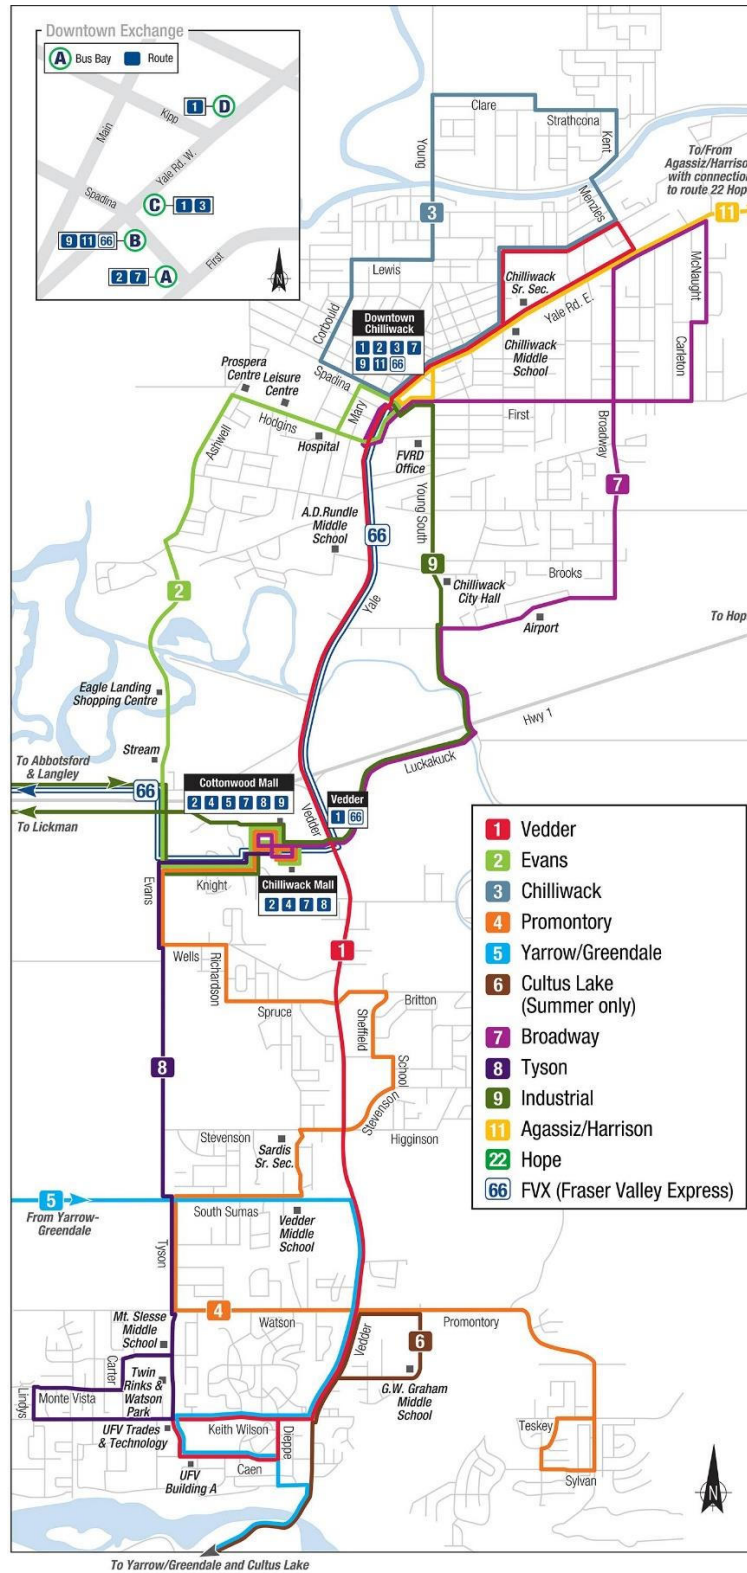 Downtown Exchange
A Bus Bay Route
1 D
Kipp
Main
Yale Rd. W.
Spadina
C 1 3
9 11 66 B
First
2 7 A
N
Clare
Strathcona
Kent
Young
To/From
Agassiz/Harrison
with connection
to route 22 Hop
Menzies
3
11
Lewis
Chilliwack
Sr. Sec.
McNaught
Corbould
Yale Rd. E.
Downtown
Chilliwack
1 2 3 7
9 11 66
Chilliwack
Middle
School
Carleton
Prospera
Centre
Leisure
Centre
Spadina
Mary
Hodgins
First
Broadway
Ashwell
Hospital
FVRD
Office
Young South
7
A.D.Rundle
Middle
School
66
9
Brooks
2
Chilliwack
City Hall
Yale
Airport
To Hop
Eagle Landing
Shopping Centre
Hwy 1
Stream
Luckakuck
To Abbotsford
& Langley
66
Cottonwood Mall
2 4 5 7 8 9
Vedder
Vedder
1 66
To Lickman
Evans
Knight
Chilliwack Mall
2 4 7 8
1
Wells
Richardson
Spruce
Britton
Sheffield
School
8
Stevenson
Stevenson
Higginson
Sardis
Sr. Sec.
5
From Yarrow-
Greendale
South Sumas
Vedder
Middle
School
Tyson
4
Watson
Promontory
Vedder
6
Mt. Slesse
Middle
School
Carter
Twin
Rinks &
Watson
Park
Lindys
Monte Vista
G.W. Graham
Middle
School
Teskey
Sylvan
UFV Trades
& Technology
Keith Wilson
Dieppe
Caen
UFV
Building A
N
To Yarrow/Greendale and Cultus Lake
1 Vedder
2 Evans
3 Chilliwack
4 Promontory
5 Yarrow/Greendale
6 Cultus Lake
(Summer only)
7 Broadway
8 Tyson
9 Industrial
11 Agassiz/Harrison
22 Hope
66 FVX (Fraser Valley Express)